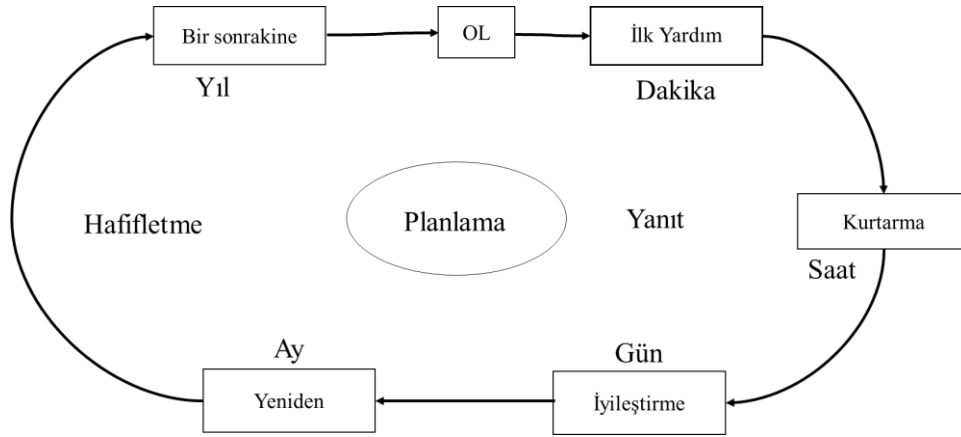 Bir sonrakine
OL
İlk Yardım
Yıl
Dakika
Hafifletme
Planlama
Yanıt
Kurtarma
Saat
Ay
Gün
Yeniden
İyileştirme